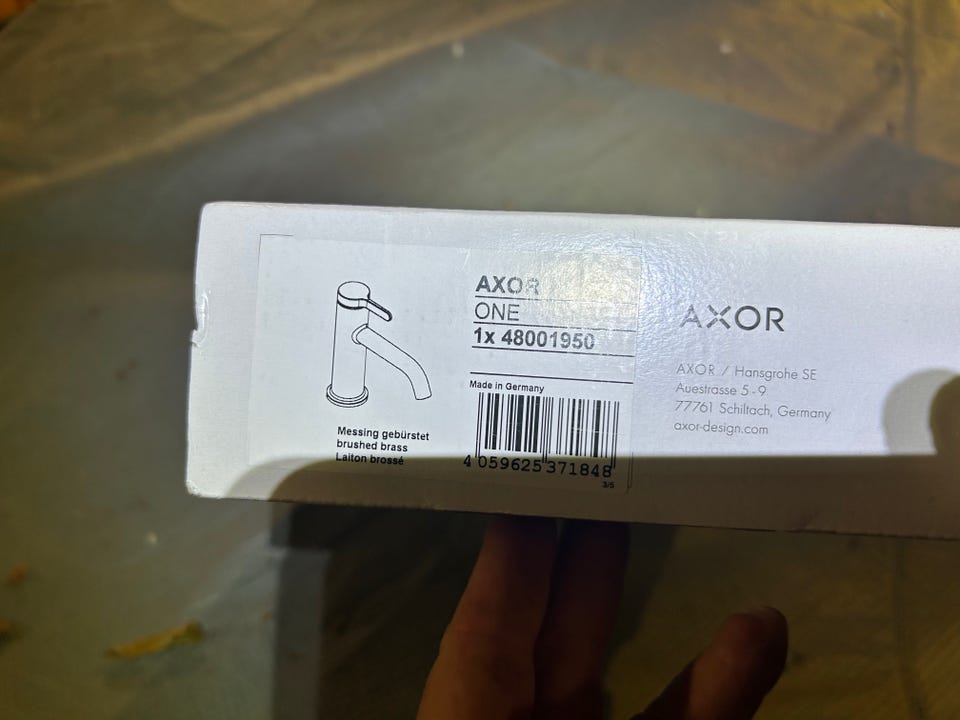 AXOR
ONE
1x 48001950
Made in Germany
4 059625 371848
3/5
Messing gebürstet
brushed brass
Laiton brossé
AXOR
AXOR / Hansgrohe SE
Auestrasse 5 - 9
77761 Schiltach, Germany
axor-design.com